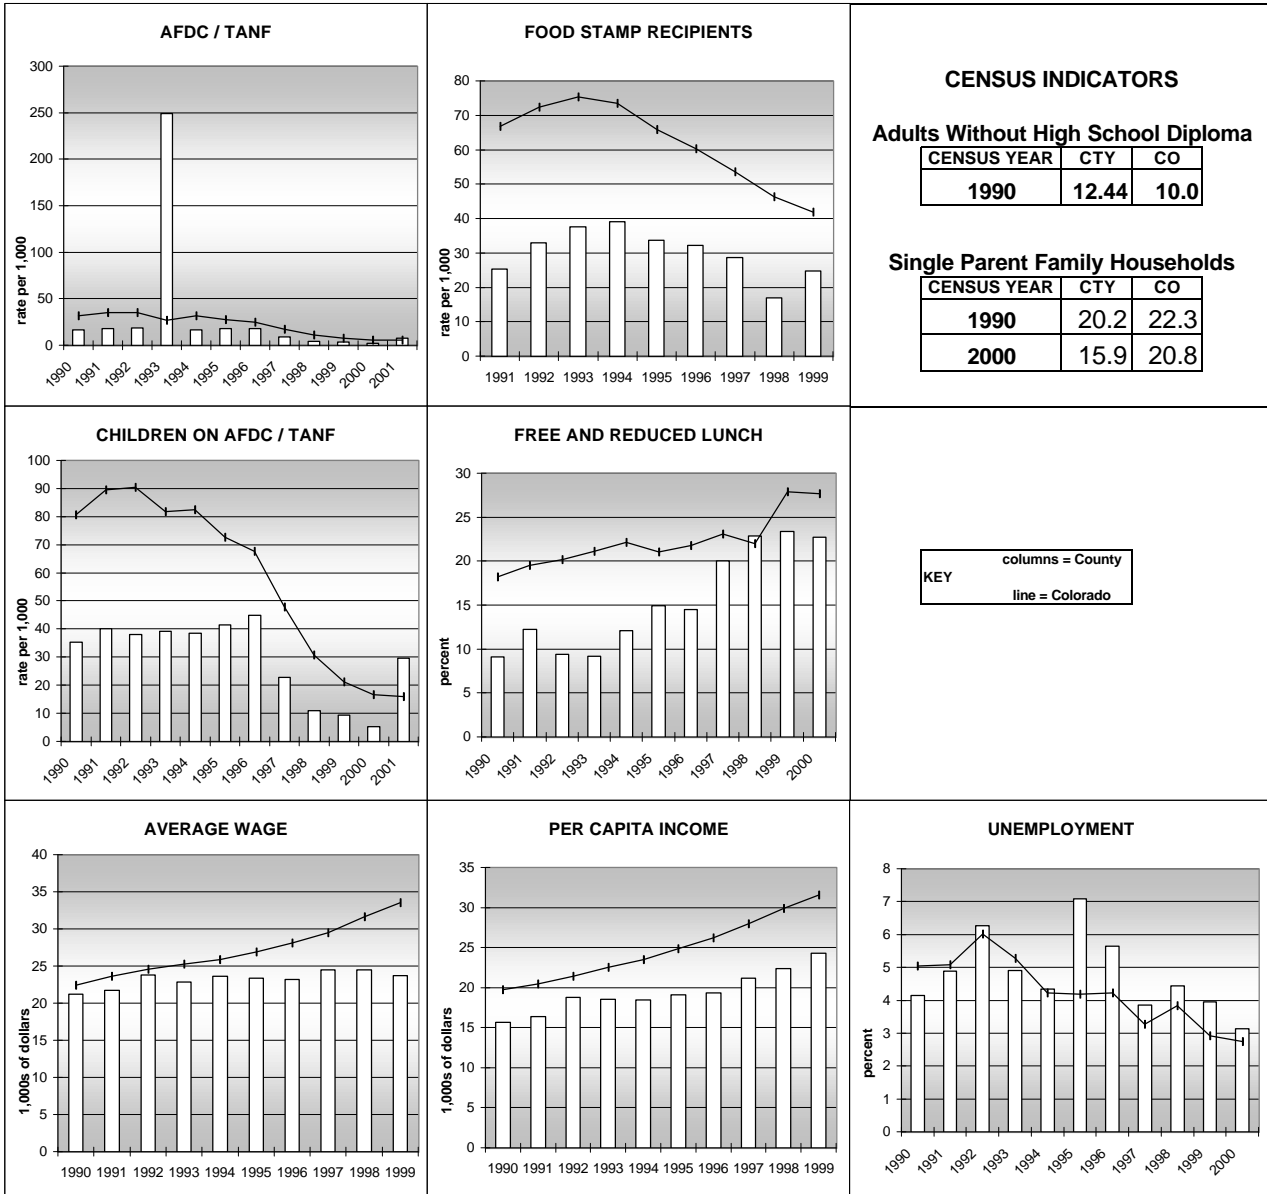 AFDC / TANF
300
250
200
150
100
50
0
rate per 1,000
1990 1991 1992 1993 1994 1995 1996 1997 1998 1999 2000 2001
FOOD STAMP RECIPIENTS
80
70
60
50
40
30
20
10
0
rate per 1,000
1991 1992 1993 1994 1995 1996 1997 1998 1999
CENSUS INDICATORS
Adults Without High School Diploma
CENSUS YEAR CTY CO
1990 12.44 10.0
Single Parent Family Households
CENSUS YEAR CTY CO
1990 20.2 22.3
2000 15.9 20.8
CHILDREN ON AFDC / TANF
100
90
80
70
60
50
40
30
20
10
0
rate per 1,000
1990 1991 1992 1993 1994 1995 1996 1997 1998 1999 2000 2001
FREE AND REDUCED LUNCH
30
25
20
15
10
5
0
percent
1990 1991 1992 1993 1994 1995 1996 1997 1998 1999 2000
KEY
columns = County
line = Colorado
AVERAGE WAGE
40
35
30
25
20
15
10
5
0
1,000s of dollars
1990 1991 1992 1993 1994 1995 1996 1997 1998 1999
PER CAPITA INCOME
35
30
25
20
15
10
5
0
1,000s of dollars
1990 1991 1992 1993 1994 1995 1996 1997 1998 1999
UNEMPLOYMENT
8
7
6
5
4
3
2
1
0
percent
1990 1991 1992 1993 1994 1995 1996 1997 1998 1999 2000